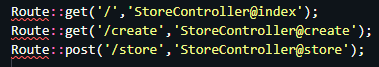 Route::get('/','StoreController@index');
Route::get('/create','StoreController@create');
Route::post('/store','StoreController@store');